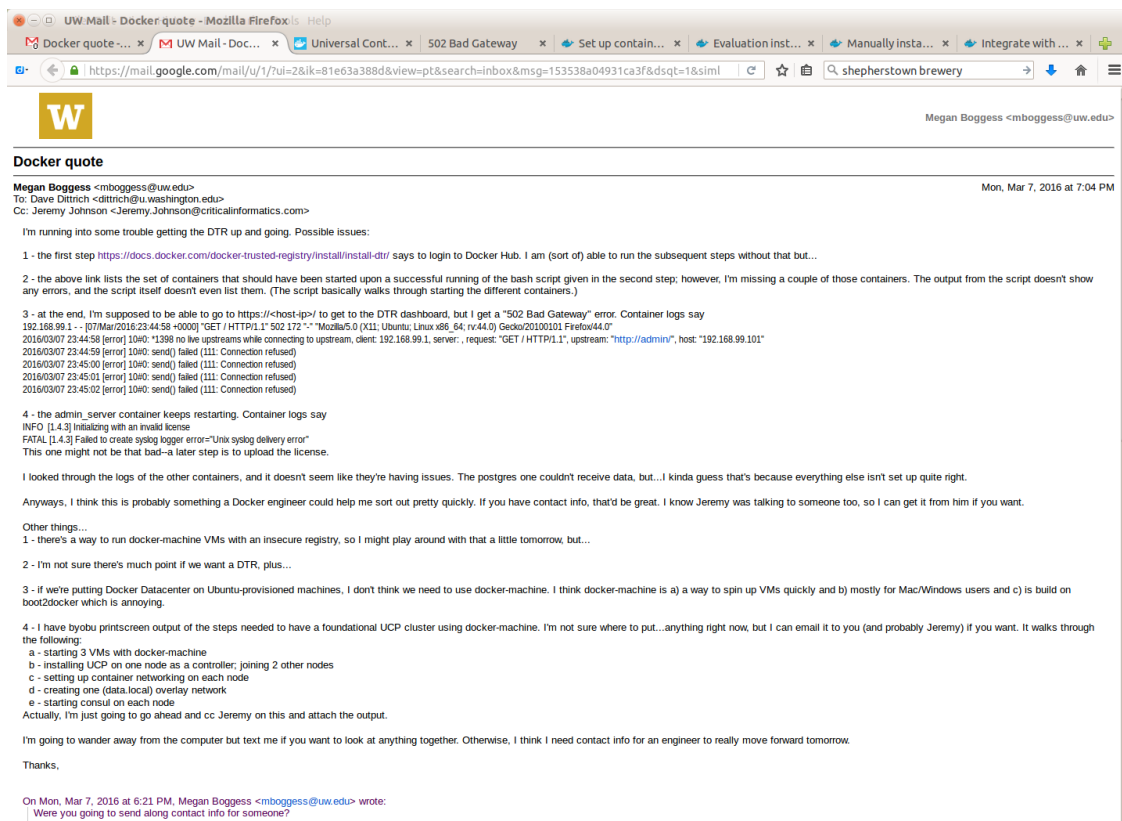 UW Mail - Docker quote - Mozilla Firefox ls Help
Docker quote -... × UW Mail - Doc... × Universal Cont... × 502 Bad Gateway × Set up contain... × Evaluation inst... × Manually insta... × Integrate with ... ×
https://mail.google.com/mail/u/1/?ui=2&ik=81e63a388d&view=pt&search=inbox&msg=153538a04931ca3f&dsqt=1&siml shepherstown brewery
W
Megan Boggess <mboggess@uw.edu>
Docker quote
Megan Boggess <mboggess@uw.edu> Mon, Mar 7, 2016 at 7:04 PM
To: Dave Dittrich <dittrich@u.washington.edu>
Cc: Jeremy Johnson <Jeremy.Johnson@criticalinformatics.com>
I'm running into some trouble getting the DTR up and going. Possible issues:
1 - the first step https://docs.docker.com/docker-trusted-registry/install/install-dtr/ says to login to Docker Hub. I am (sort of) able to run the subsequent steps without that but...
2 - the above link lists the set of containers that should have been started upon a successful running of the bash script given in the second step; however, I'm missing a couple of those containers. The output from the script doesn't show
any errors, and the script itself doesn't even list them. (The script basically walks through starting the different containers.)
3 - at the end, I'm supposed to be able to go to https://<host-ip>/ to get to the DTR dashboard, but I get a "502 Bad Gateway" error. Container logs say
192.168.99.1 - - [07/Mar/2016:23:44:58 +0000] "GET / HTTP/1.1" 502 172 "-" "Mozilla/5.0 (X11; Ubuntu; Linux x86_64; rv:44.0) Gecko/20100101 Firefox/44.0"
2016/03/07 23:44:58 [error] 10#0: *1398 no live upstreams while connecting to upstream, client: 192.168.99.1, server: , request: "GET / HTTP/1.1", upstream: "http://admin/", host: "192.168.99.101"
2016/03/07 23:44:59 [error] 10#0: send() failed (111: Connection refused)
2016/03/07 23:45:00 [error] 10#0: send() failed (111: Connection refused)
2016/03/07 23:45:01 [error] 10#0: send() failed (111: Connection refused)
2016/03/07 23:45:02 [error] 10#0: send() failed (111: Connection refused)
4 - the admin_server container keeps restarting. Container logs say
INFO [1.4.3] Initializing with an invalid license
FATAL [1.4.3] Failed to create syslog logger error="Unix syslog delivery error"
This one might not be that bad--a later step is to upload the license.
I looked through the logs of the other containers, and it doesn't seem like they're having issues. The postgres one couldn't receive data, but...I kinda guess that's because everything else isn't set up quite right.
Anyways, I think this is probably something a Docker engineer could help me sort out pretty quickly. If you have contact info, that'd be great. I know Jeremy was talking to someone too, so I can get it from him if you want.
Other things...
1 - there's a way to run docker-machine VMs with an insecure registry, so I might play around with that a little tomorrow, but...
2 - I'm not sure there's much point if we want a DTR, plus...
3 - if we're putting Docker Datacenter on Ubuntu-provisioned machines, I don't think we need to use docker-machine. I think docker-machine is a) a way to spin up VMs quickly and b) mostly for Mac/Windows users and c) is build on
boot2docker which is annoying.
4 - I have byobu printscreen output of the steps needed to have a foundational UCP cluster using docker-machine. I'm not sure where to put...anything right now, but I can email it to you (and probably Jeremy) if you want. It walks through
the following:
a - starting 3 VMs with docker-machine
b - installing UCP on one node as a controller; joining 2 other nodes
c - setting up container networking on each node
d - creating one (data.local) overlay network
e - starting consul on each node
Actually, I'm just going to go ahead and cc Jeremy on this and attach the output.
I'm going to wander away from the computer but text me if you want to look at anything together. Otherwise, I think I need contact info for an engineer to really move forward tomorrow.
Thanks,
On Mon, Mar 7, 2016 at 6:21 PM, Megan Boggess <mboggess@uw.edu> wrote:
Were you going to send along contact info for someone?